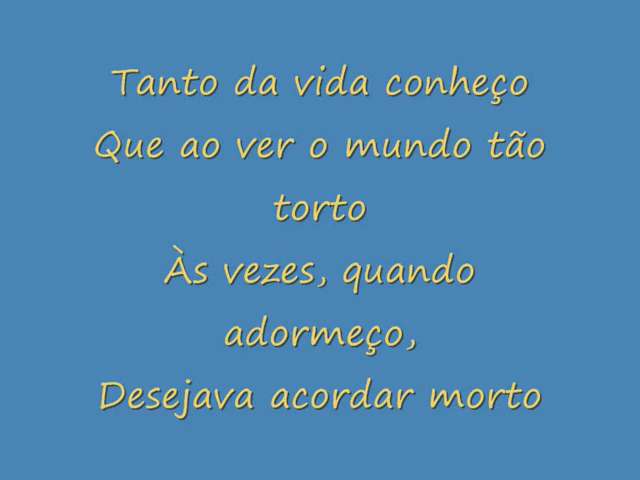 Tanto da vida conheço
Que ao ver o mundo tão
torto
Às vezes, quando
adormeço,
Desejava acordar morto